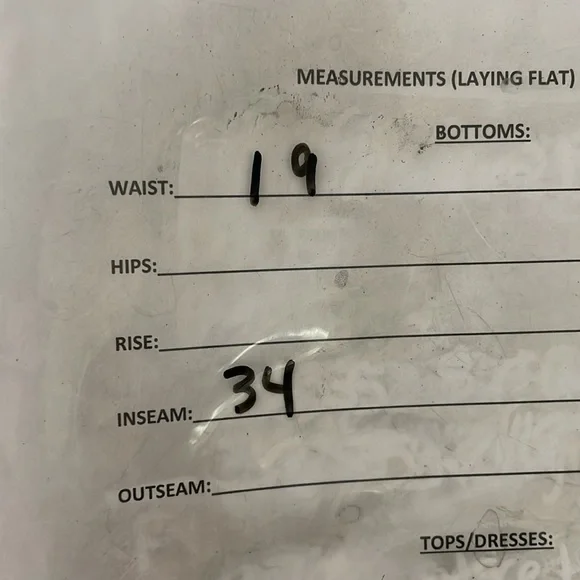 MEASUREMENTS (LAYING FLAT)
BOTTOMS:
WAIST: 19
HIPS:
RISE:
INSEAM: 34
OUTSEAM:
TOPS/DRESSES: